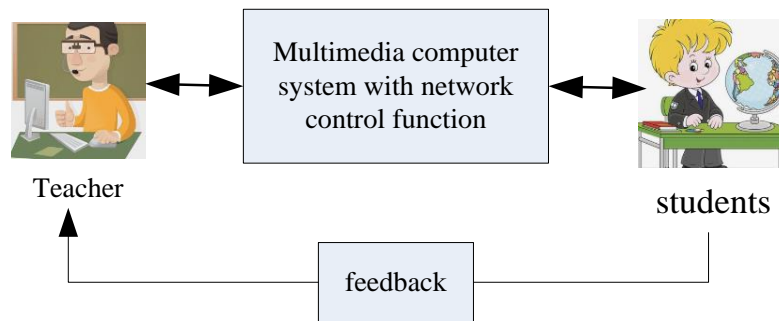 Multimedia computer
system with network
control function
Teacher
students
feedback